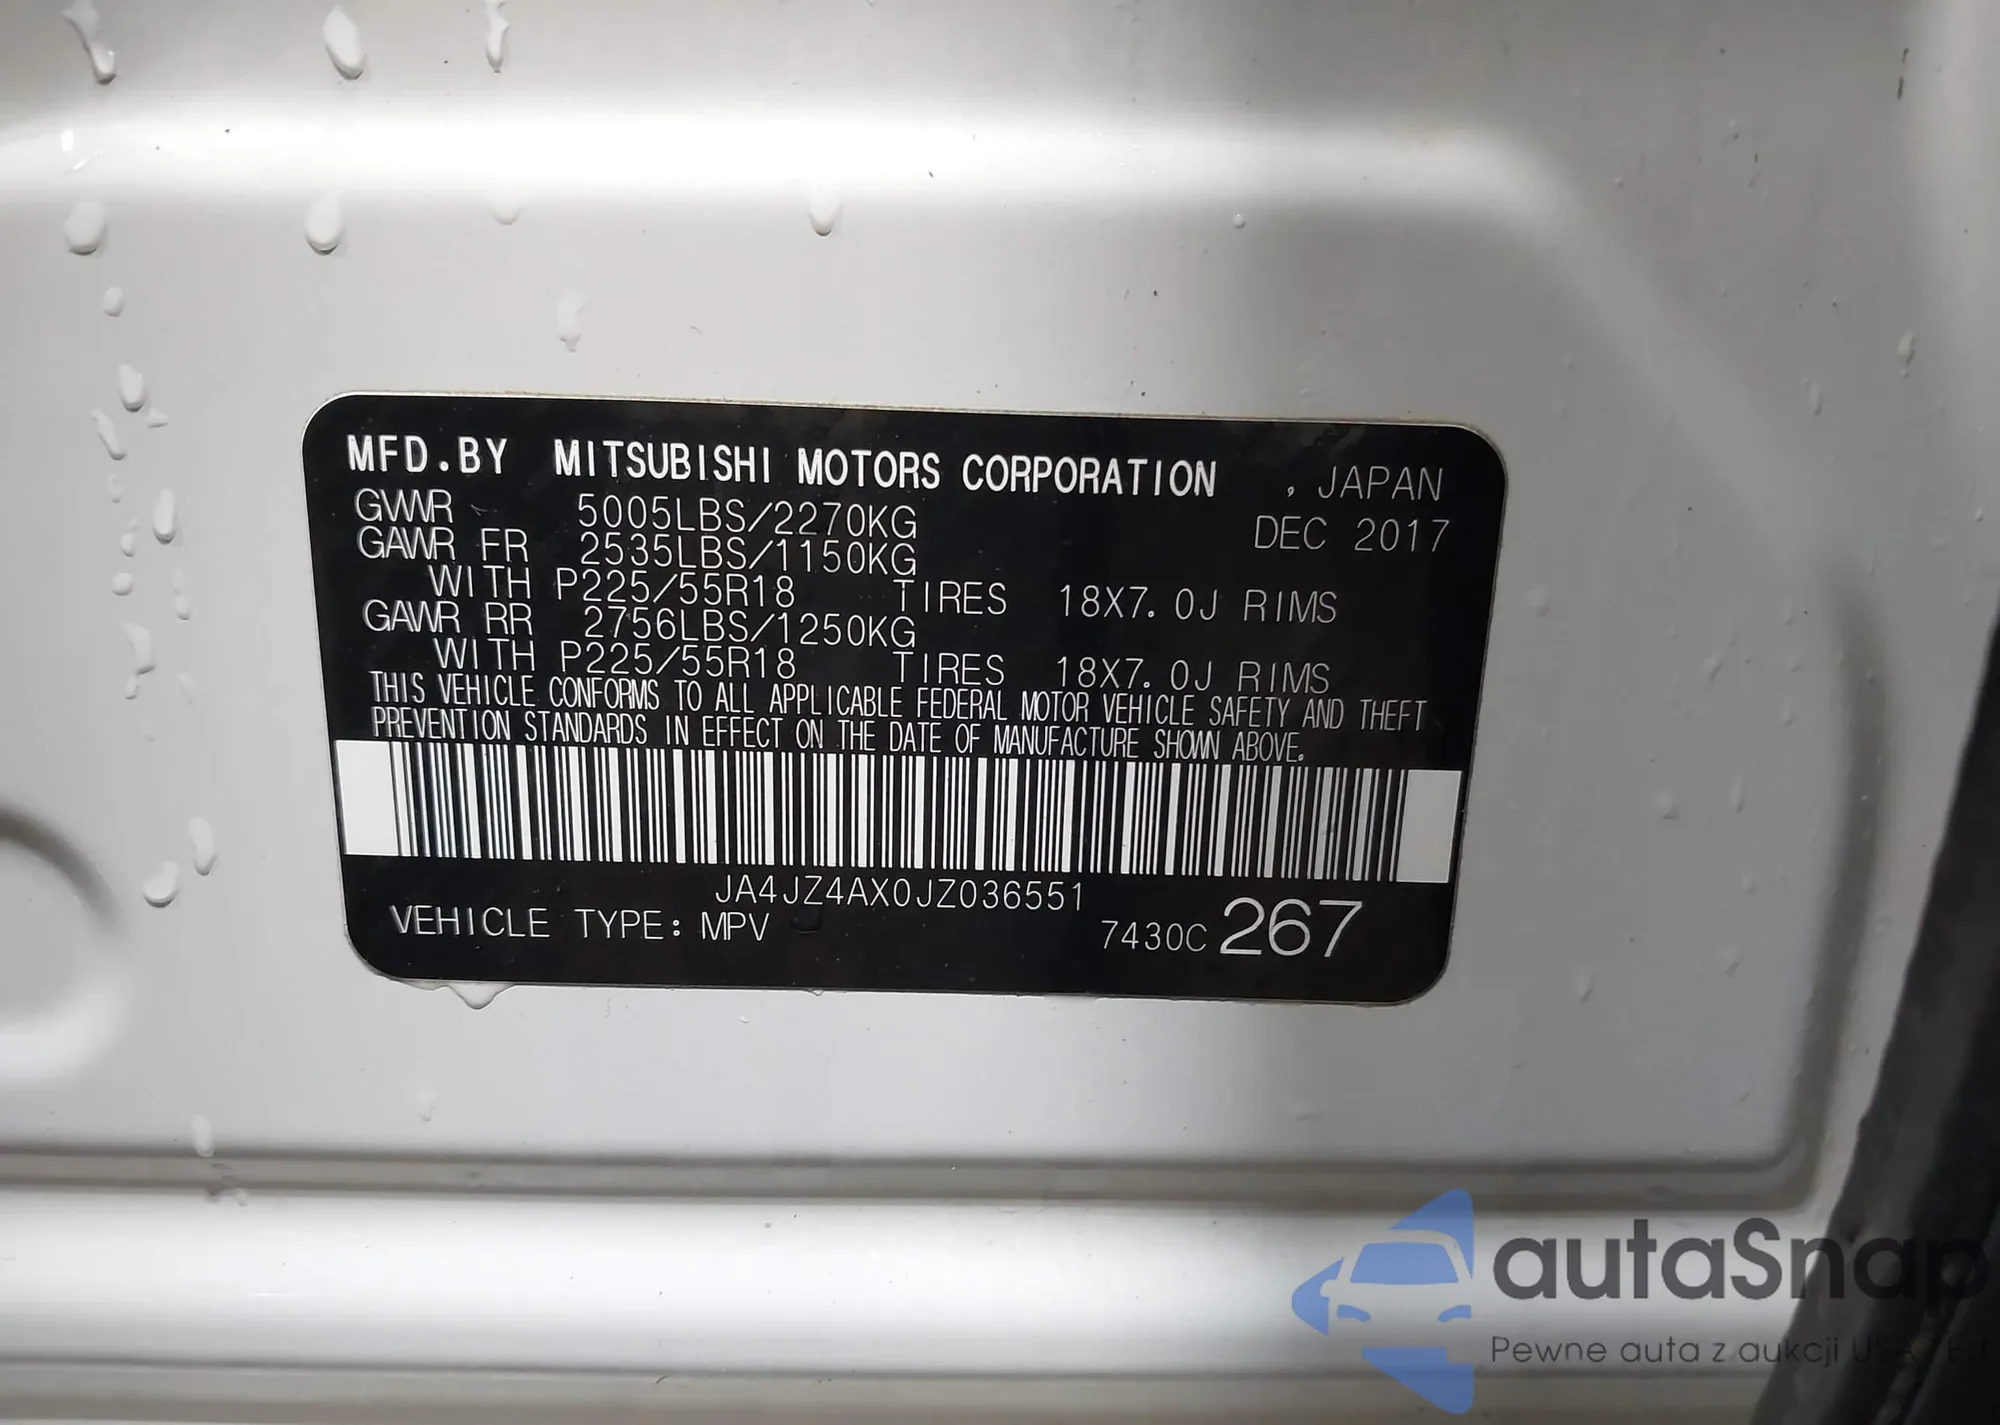 MFD.BY MITSUBISHI MOTORS CORPORATION , JAPAN
GVWR 5005LBS/2270KG DEC 2017
GAWR FR 2535LBS/1150KG
WITH P225/55R18 TIRES 18X7.0J RIMS
GAWR RR 2756LBS/1250KG
WITH P225/55R18 TIRES 18X7.0J RIMS
THIS VEHICLE CONFORMS TO ALL APPLICABLE FEDERAL MOTOR VEHICLE SAFETY AND THEFT
PREVENTION STANDARDS IN EFFECT ON THE DATE OF MANUFACTURE SHOWN ABOVE.
JA4JZ4AX0JZ036551
VEHICLE TYPE: MPV 7430C 267
autaSnap
Pewne auta z aukcji USA